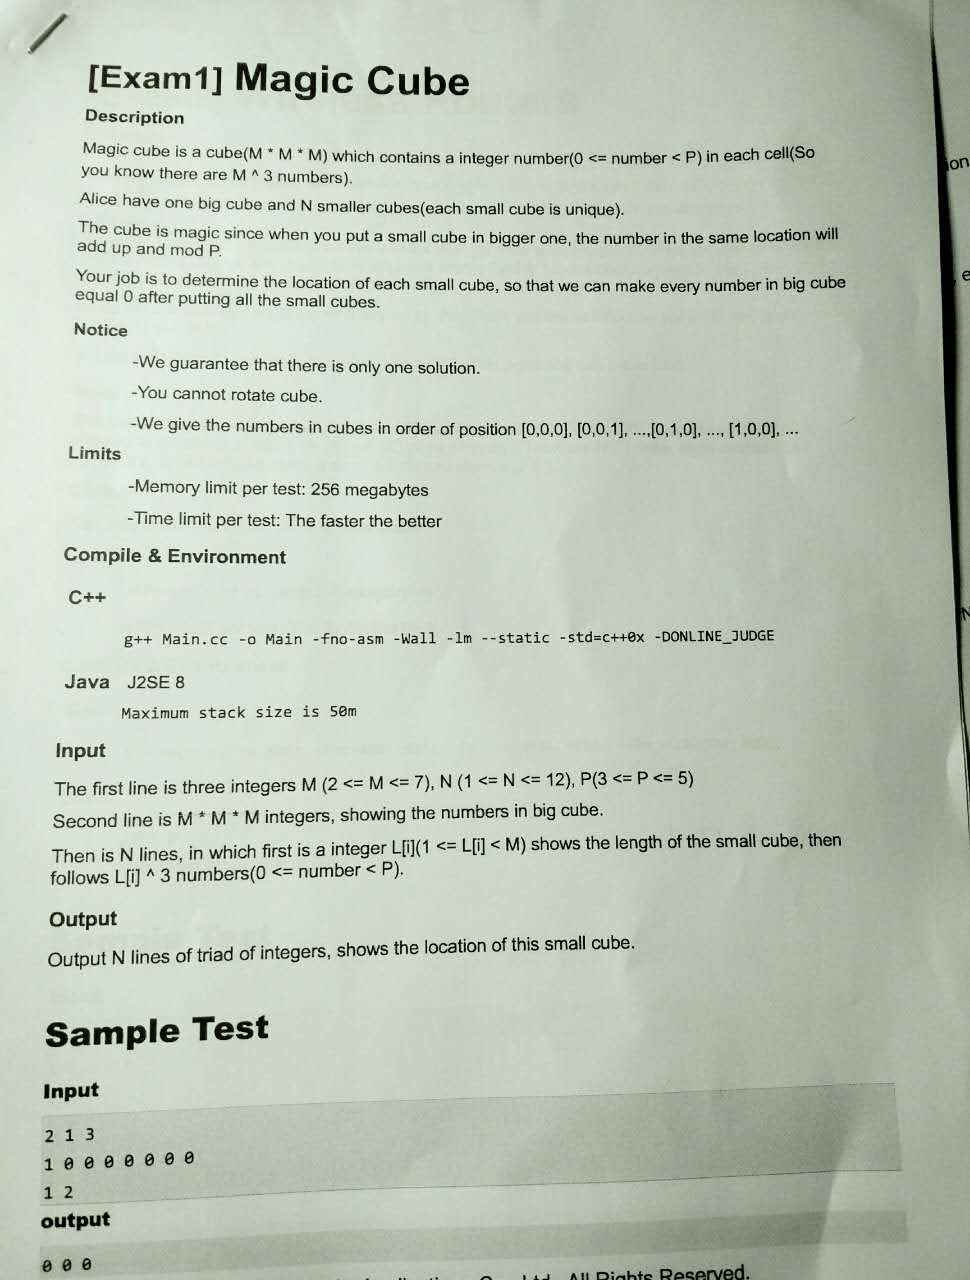 [Exam1] Magic Cube
Description
Magic cube is a cube(M * M * M) which contains a integer number(0 <= number < P) in each cell(So
you know there are M ^ 3 numbers).
Alice have one big cube and N smaller cubes(each small cube is unique).
The cube is magic since when you put a small cube in bigger one, the number in the same location will
add up and mod P.
Your job is to determine the location of each small cube, so that we can make every number in big cube
equal 0 after putting all the small cubes.
Notice
-We guarantee that there is only one solution.
-You cannot rotate cube.
-We give the numbers in cubes in order of position [0,0,0], [0,0,1], ...,[0,1,0], ..., [1,0,0], ...
Limits
-Memory limit per test: 256 megabytes
-Time limit per test: The faster the better
Compile & Environment
C++
g++ Main.cc -o Main -fno-asm -Wall -lm --static -std=c++0x -DONLINE_JUDGE
Java J2SE 8
Maximum stack size is 50m
Input
The first line is three integers M (2 <= M <= 7), N (1 <= N <= 12), P(3 <= P <= 5)
Second line is M * M * M integers, showing the numbers in big cube.
Then is N lines, in which first is a integer L[i](1 <= L[i] < M) shows the length of the small cube, then
follows L[i] ^ 3 numbers(0 <= number < P).
Output
Output N lines of triad of integers, shows the location of this small cube.
Sample Test
Input
2 1 3
1 0 0 0 0 0 0 0
1 2
output
0 0 0
All Rights Reserved.